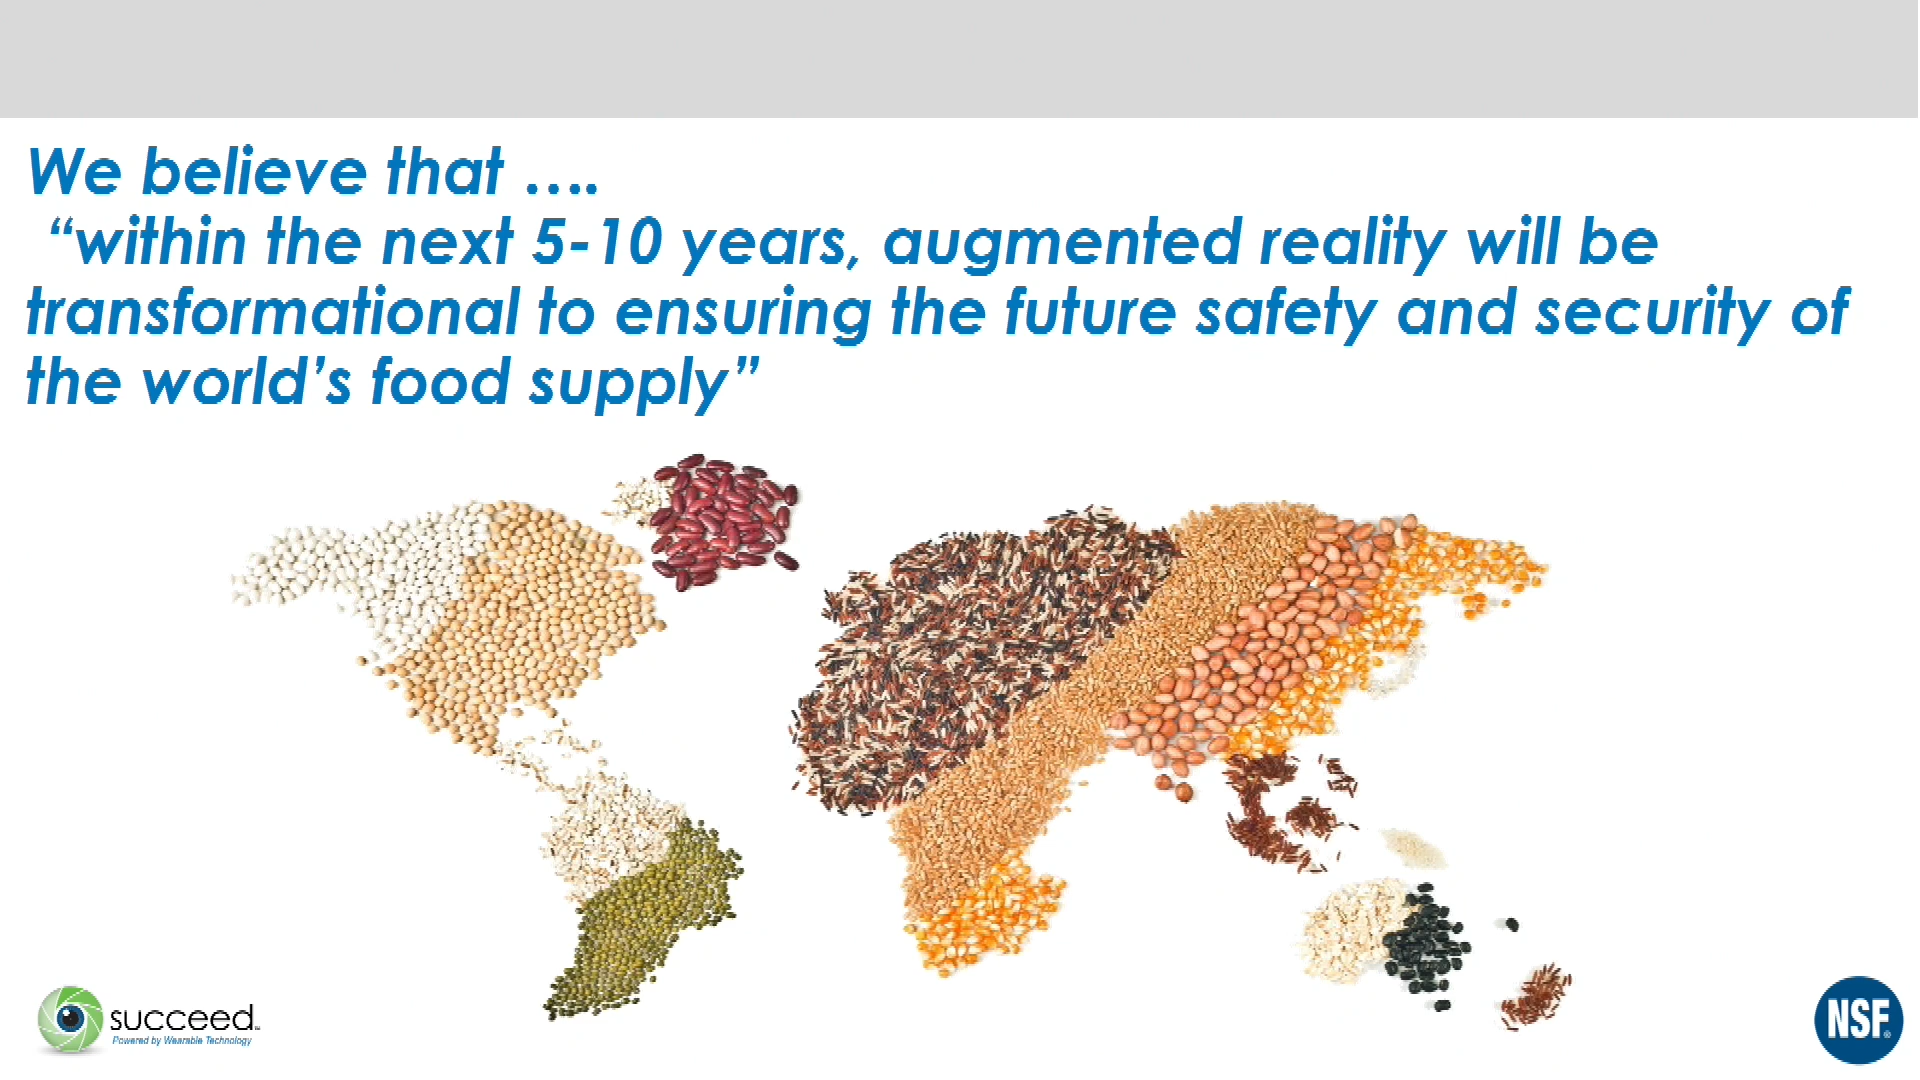 We believe that ....
“within the next 5-10 years, augmented reality will be
transformational to ensuring the future safety and security of
the world’s food supply”
succeed™
Powered by Wearable Technology
NSF®